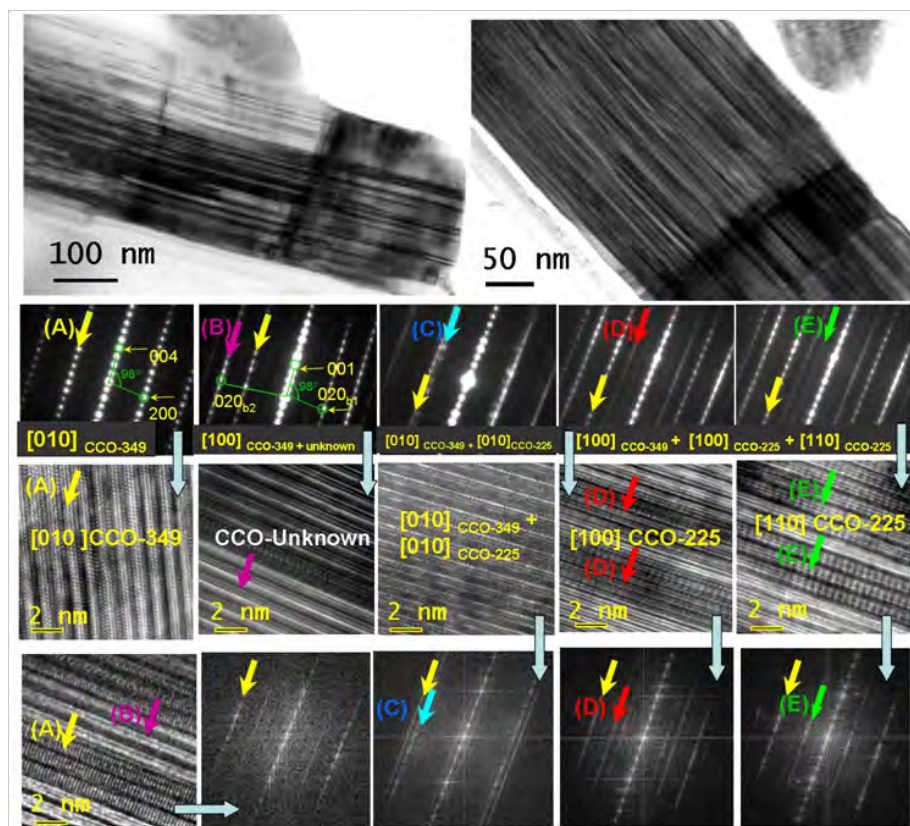 100 nm
50 nm
(A)
004
98°
200
[010] CCO-349
(B)
001
98°
020b2
020b1
[100] CCO-349 + unknown
(C)
[010] CCO-349 + [010]CCO-225
(D)
(E)
[100] CCO-349 + [100] CCO-225 + [110] CCO-225
(A)
[010 ]CCO-349
2 nm
CCO-Unknown
2 nm
[010] CCO-349 +
[010] CCO-225
2 nm
(D)
[100] CCO-225
(D)
2 nm
(E)
[110] CCO-225
(E)
2 nm
(B)
(A)
2 nm
(C)
(D)
(E)